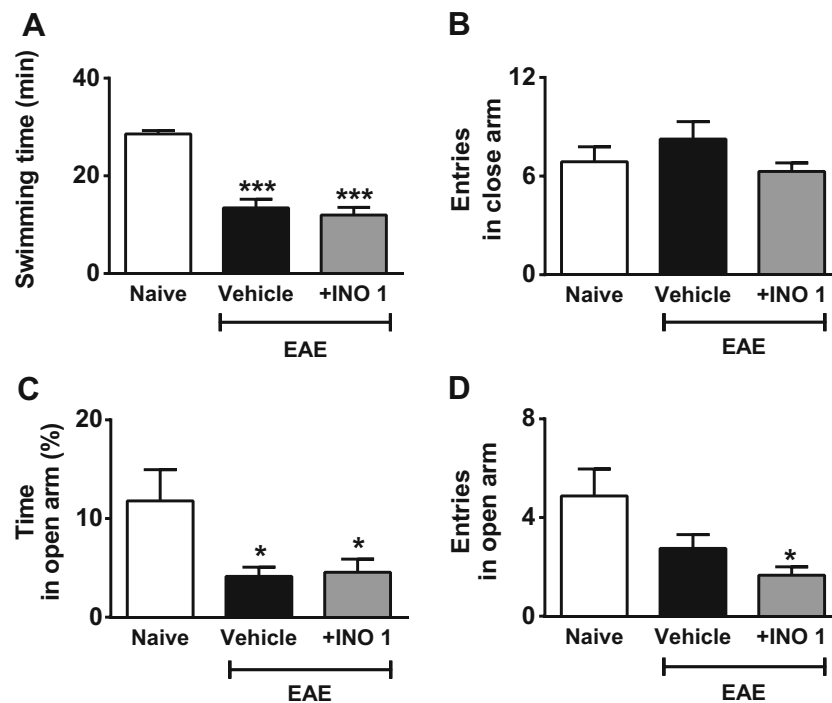 A
Swimming time (min)
40
20
0
***
***
Naive
Vehicle
+INO 1
EAE
B
Entries
in close arm
12
6
0
Naive
Vehicle
+INO 1
EAE
C
Time
in open arm (%)
20
10
0
*
*
Naive
Vehicle
+INO 1
EAE
D
Entries
in open arm
8
4
0
*
Naive
Vehicle
+INO 1
EAE